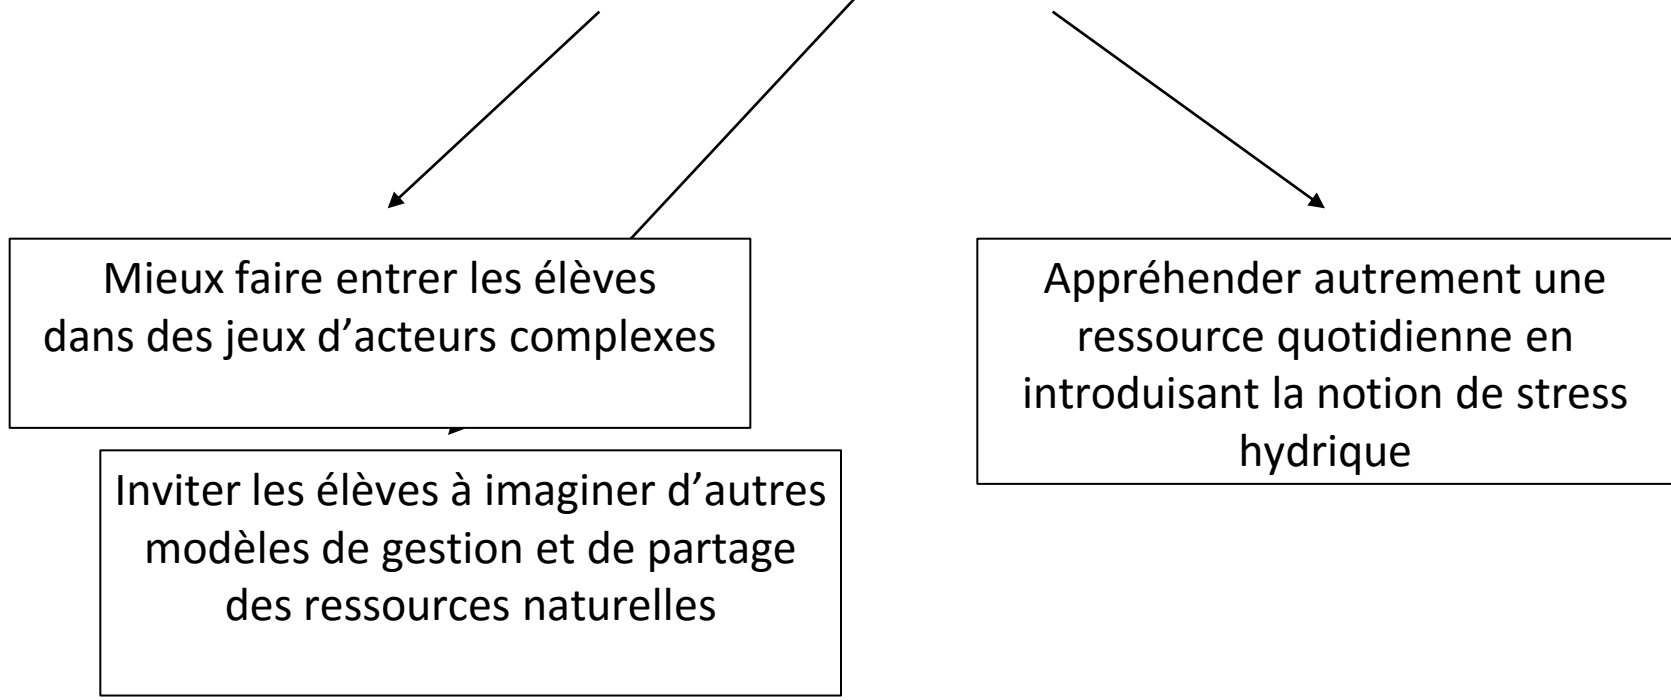 Mieux faire entrer les élèves
dans des jeux d’acteurs complexes
Inviter les élèves à imaginer d’autres
modèles de gestion et de partage
des ressources naturelles
Appréhender autrement une
ressource quotidienne en
introduisant la notion de stress
hydrique